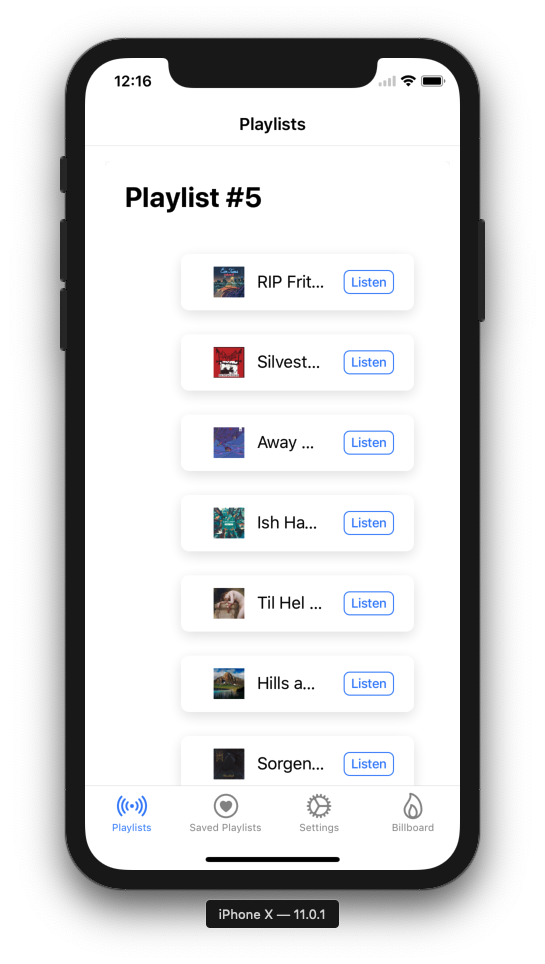 12:16
Playlists
Playlist #5
RIP Frit... Listen
Silvest... Listen
Away ... Listen
Ish Ha... Listen
Til Hel ... Listen
Hills a... Listen
Sorgen... Listen
Playlists Saved Playlists Settings Billboard
iPhone X — 11.0.1